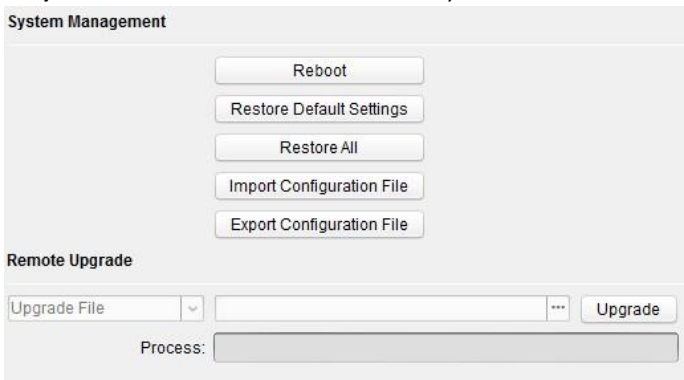 System Management
Reboot
Restore Default Settings
Restore All
Import Configuration File
Export Configuration File
Remote Upgrade
Upgrade File ... Upgrade
Process: